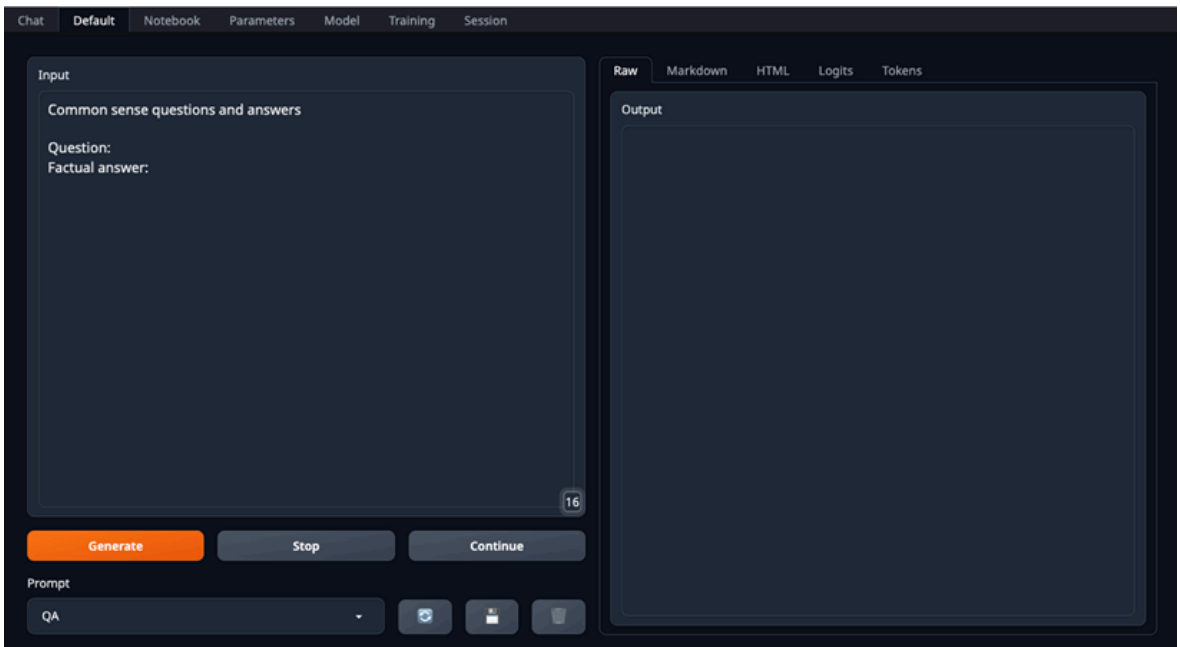 Chat Default Notebook Parameters Model Training Session
Input
Common sense questions and answers
Question:
Factual answer:
16
Generate Stop Continue
Prompt
QA
Raw Markdown HTML Logits Tokens
Output